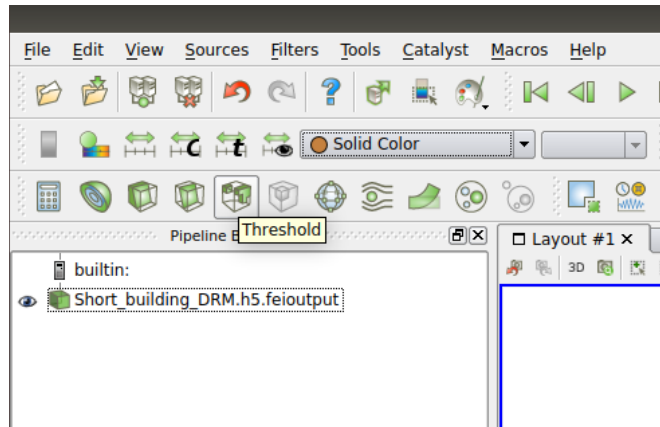 File Edit View Sources Filters Tools Catalyst Macros Help
Solid Color
Threshold
Pipeline
Layout #1
builtin:
3D
Short_building_DRM.h5.feioutput